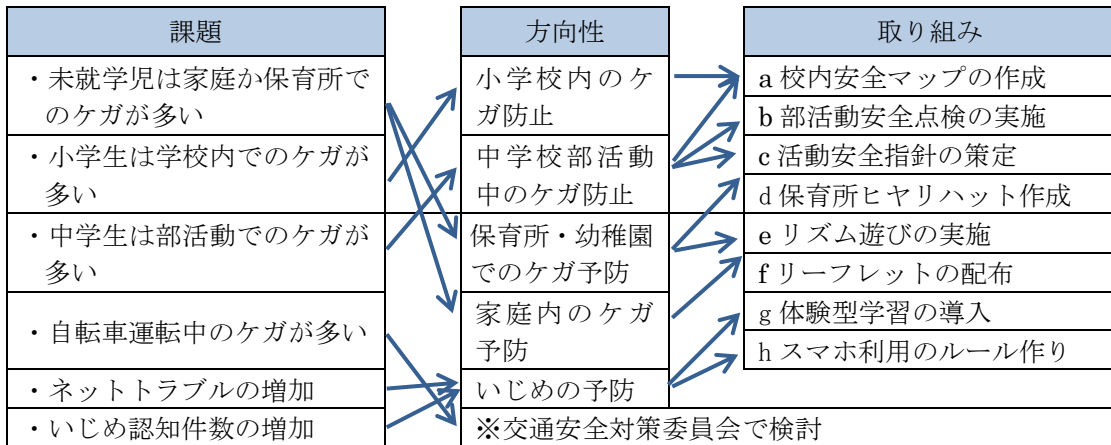 課題
・未就学児は家庭か保育所で
のケガが多い
・小学生は学校内でのケガが
多い
・中学生は部活動でのケガが
多い
・自転車運転中のケガが多い
・ネットトラブルの増加
・いじめ認知件数の増加
方向性
小学校内のケ
ガ防止
中学校部活動
中のケガ防止
保育所・幼稚園
でのケガ予防
家庭内のケガ
予防
いじめの予防
※交通安全対策委員会で検討
取り組み
a 校内安全マップの作成
b 部活動安全点検の実施
c 活動安全指針の策定
d 保育所ヒヤリハット作成
e リズム遊びの実施
f リーフレットの配布
g 体験型学習の導入
h スマホ利用のルール作り